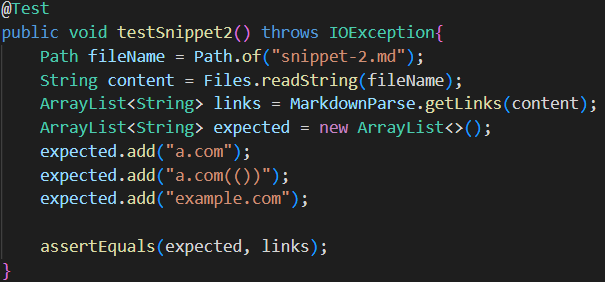 @Test
public void testSnippet2() throws IOException{
    Path fileName = Path.of("snippet-2.md");
    String content = Files.readString(fileName);
    ArrayList<String> links = MarkdownParse.getLinks(content);
    ArrayList<String> expected = new ArrayList<>();
    expected.add("a.com");
    expected.add("a.com(())");
    expected.add("example.com");
    assertEquals(expected, links);
}